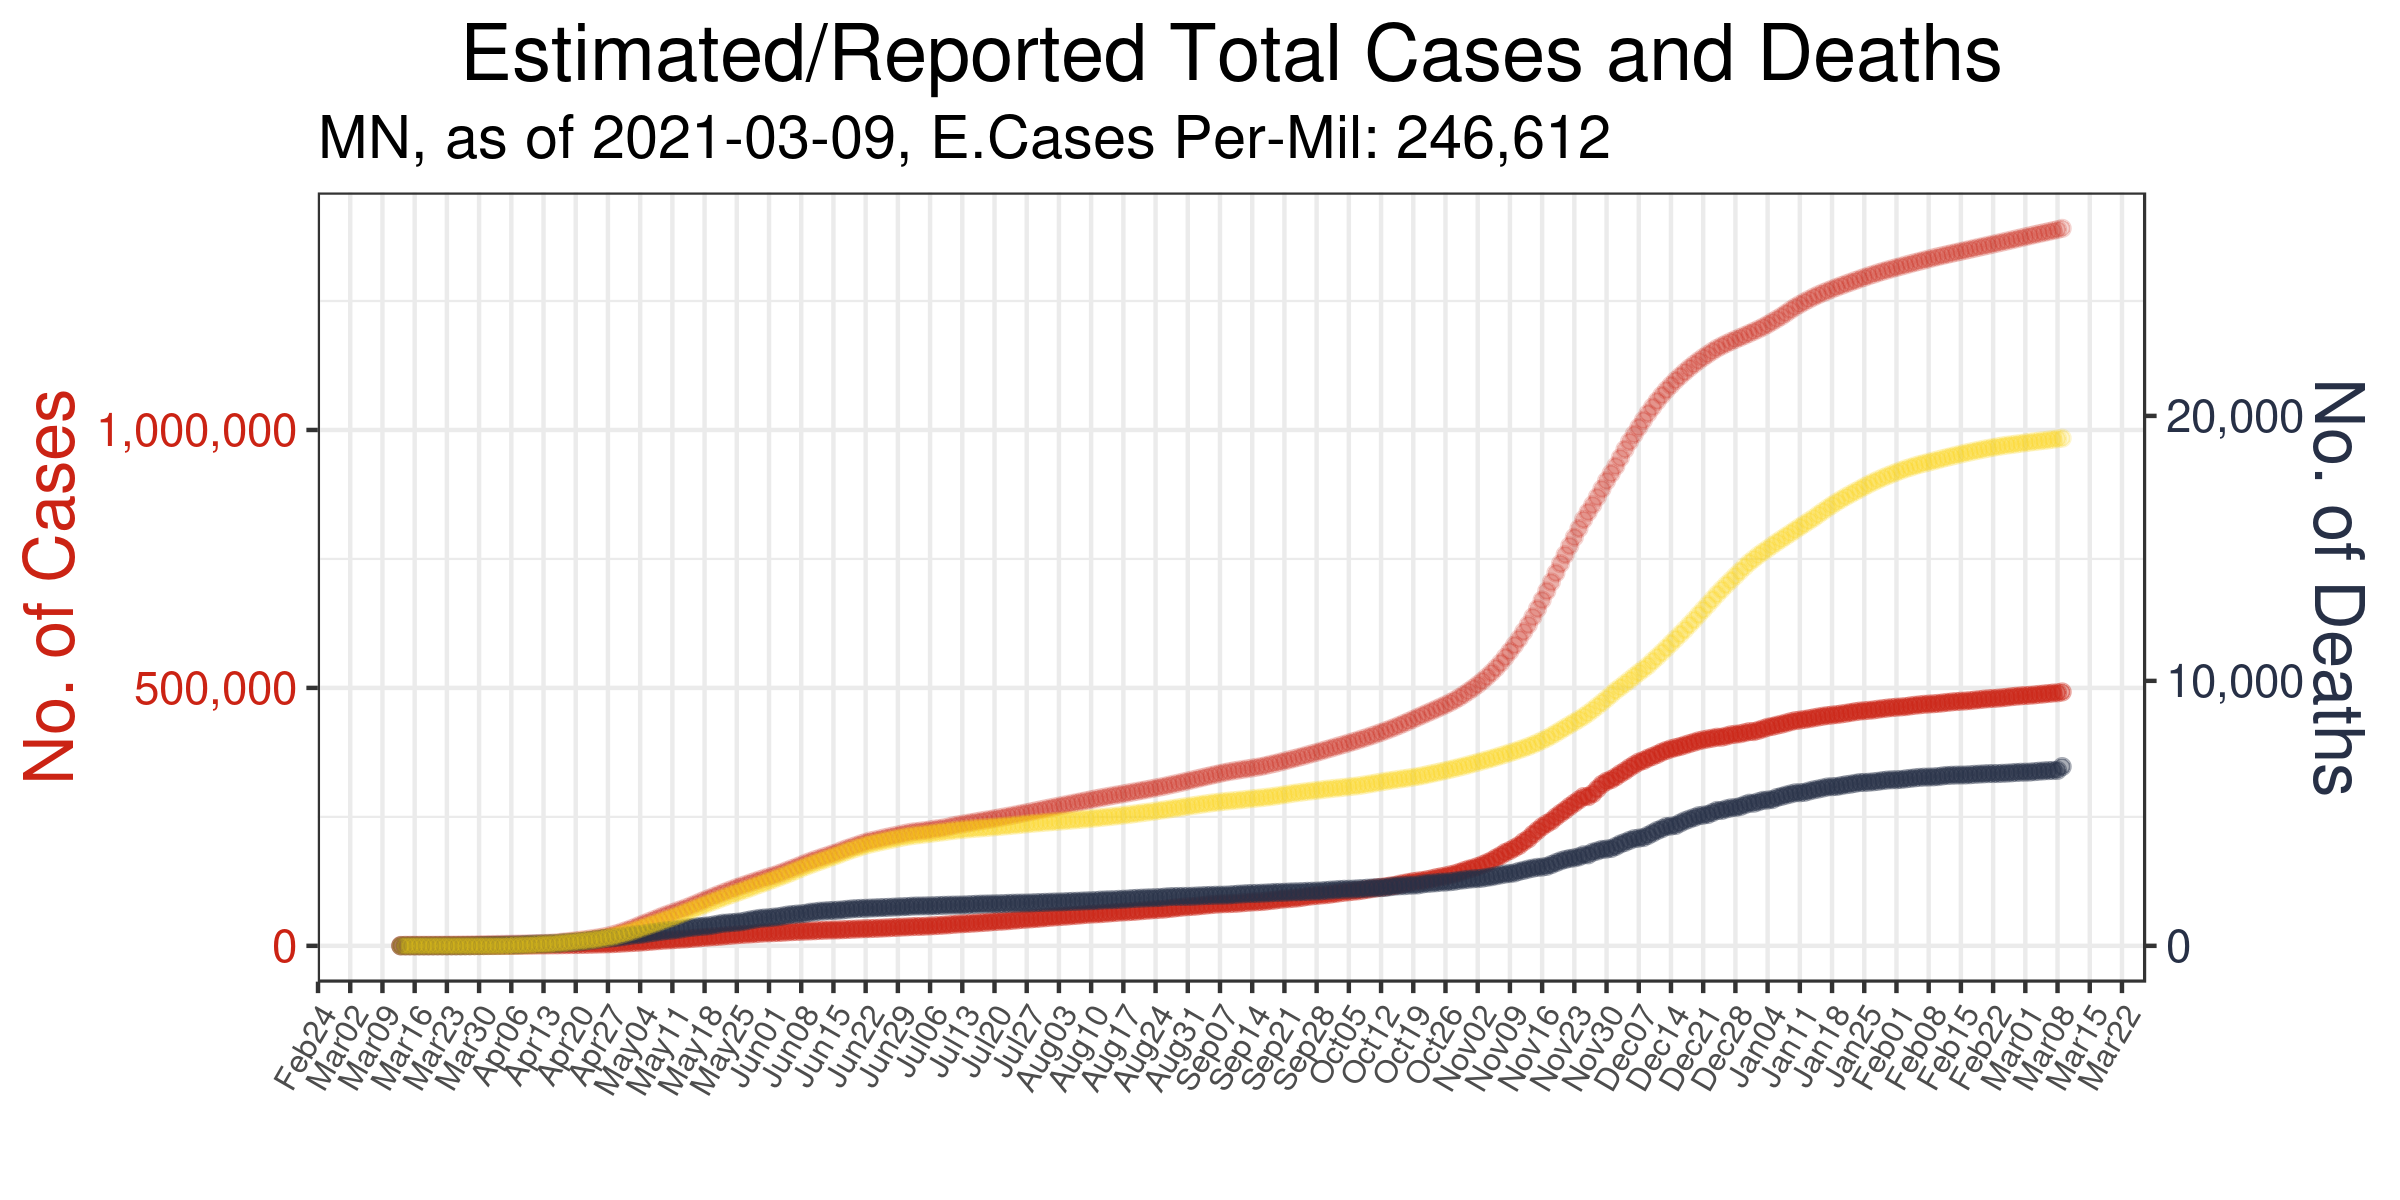 Estimated/Reported Total Cases and Deaths
MN, as of 2021-03-09, E.Cases Per-Mil: 246,612
No. of Cases
1,000,000
500,000
0
20,000
10,000
0
No. of Deaths
Feb24
Mar02
Mar09
Mar16
Mar23
Mar30
Apr06
Apr13
Apr20
Apr27
May04
May11
May18
May25
Jun01
Jun08
Jun15
Jun22
Jun29
Jul06
Jul13
Jul20
Jul27
Aug03
Aug10
Aug17
Aug24
Aug31
Sep07
Sep14
Sep21
Sep28
Oct05
Oct12
Oct19
Oct26
Nov02
Nov09
Nov16
Nov23
Nov30
Dec07
Dec14
Dec21
Dec28
Jan04
Jan11
Jan18
Jan25
Feb01
Feb08
Feb15
Feb22
Mar01
Mar08
Mar15
Mar22